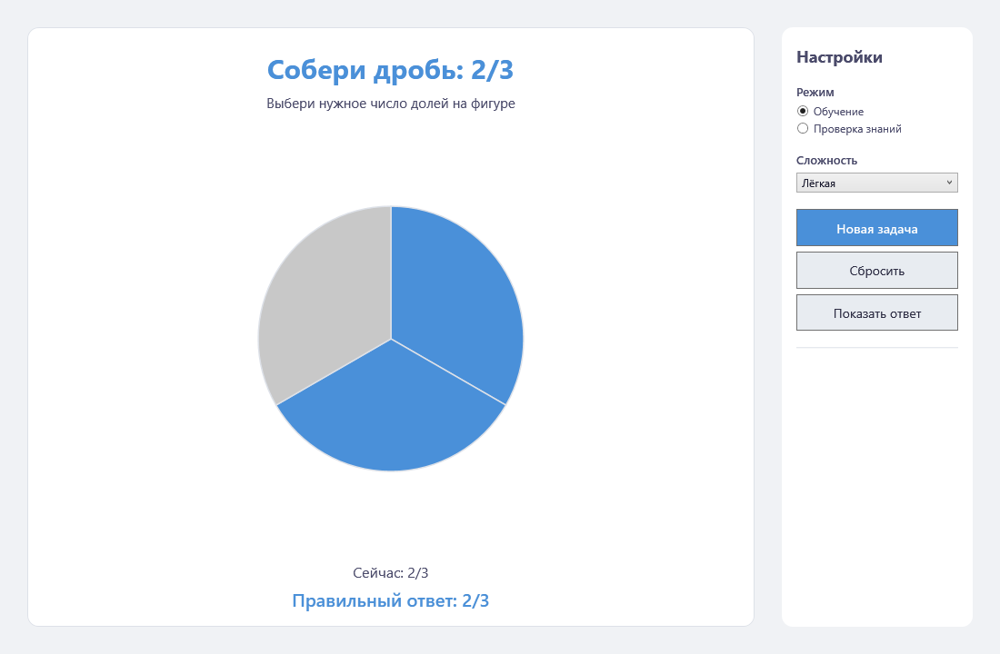 Собери дробь: 2/3
Выбери нужное число долей на фигуре
Сейчас: 2/3
Правильный ответ: 2/3
Настройки
Режим
Обучение
Проверка знаний
Сложность
Лёгкая
Новая задача
Сбросить
Показать ответ